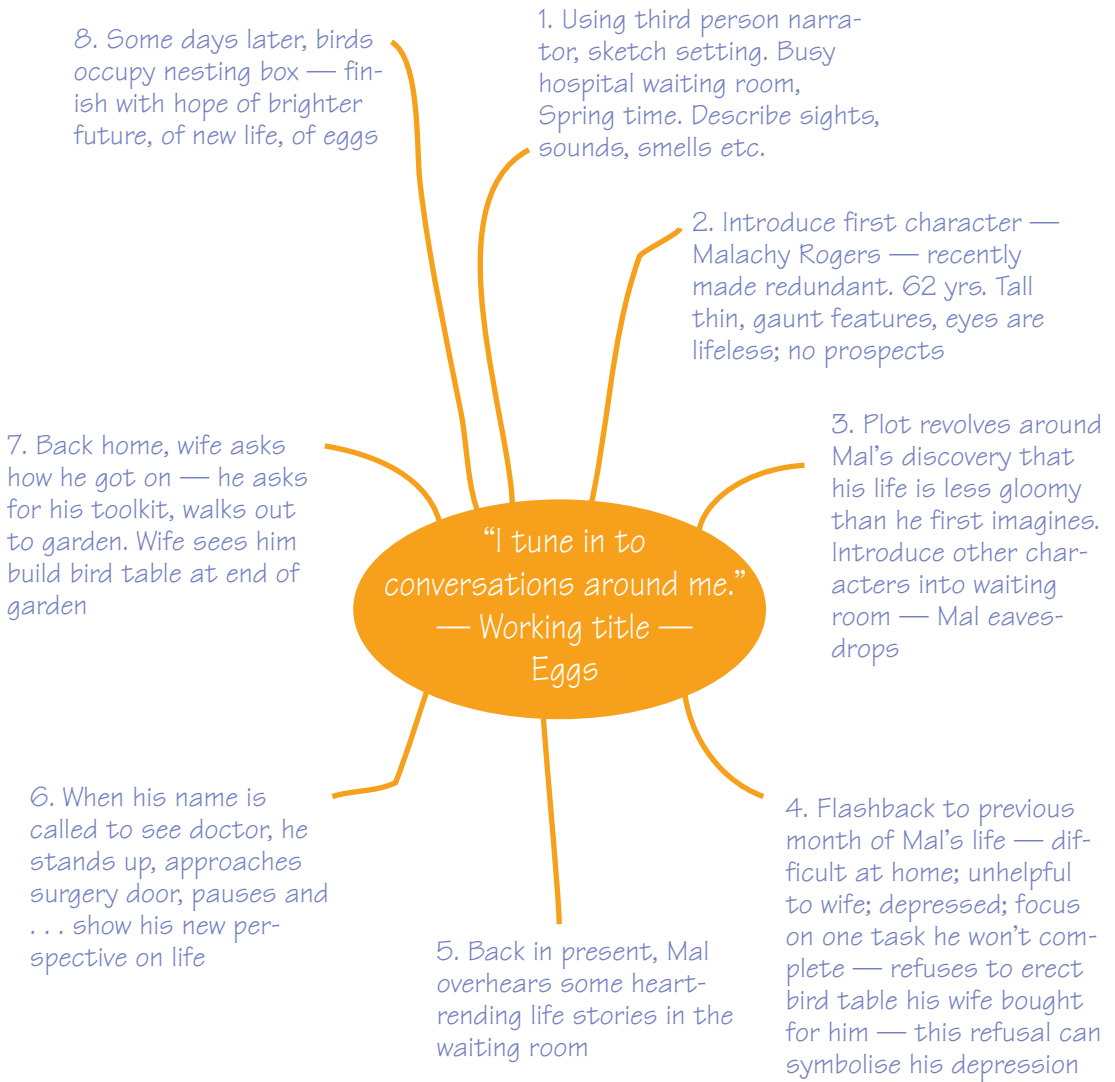 8. Some days later, birds
occupy nesting box — fin-
ish with hope of brighter
future, of new life, of eggs
1. Using third person narra-
tor, sketch setting. Busy
hospital waiting room,
Spring time. Describe sights,
sounds, smells etc.
2. Introduce first character —
Malachy Rogers — recently
made redundant. 62 yrs. Tall
thin, gaunt features, eyes are
lifeless; no prospects
3. Plot revolves around
Mal’s discovery that
his life is less gloomy
than he first imagines.
Introduce other char-
acters into waiting
room — Mal eaves-
drops
7. Back home, wife asks
how he got on — he asks
for his toolkit, walks out
to garden. Wife sees him
build bird table at end of
garden
“I tune in to
conversations around me.”
— Working title —
Eggs
6. When his name is
called to see doctor, he
stands up, approaches
surgery door, pauses and
. . . show his new per-
spective on life
5. Back in present, Mal
overhears some heart-
rending life stories in the
waiting room
4. Flashback to previous
month of Mal’s life — dif-
ficult at home; unhelpful
to wife; depressed; focus
on one task he won’t com-
plete — refuses to erect
bird table his wife bought
for him — this refusal can
symbolise his depression